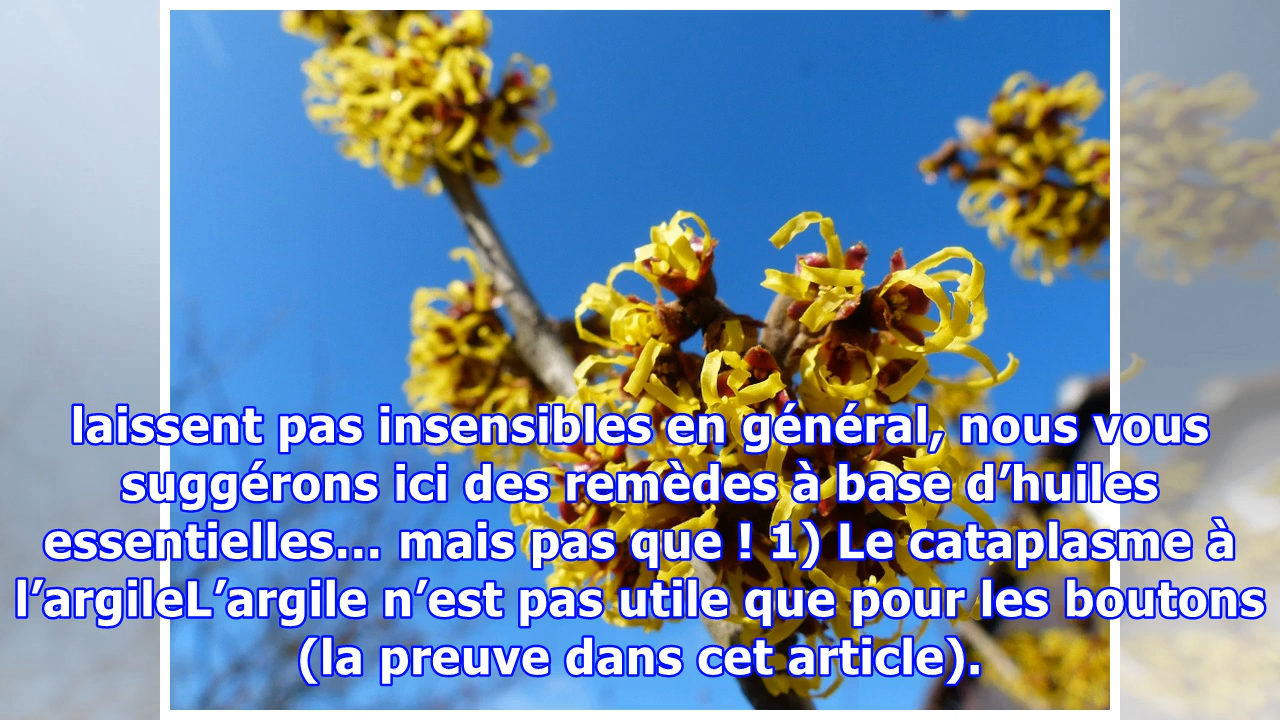 laissent pas insensibles en général, nous vous
suggérons ici des remèdes à base d’huiles
essentielles... mais pas que ! 1) Le cataplasme à
l’argileL’argile n’est pas utile que pour les boutons
(la preuve dans cet article).